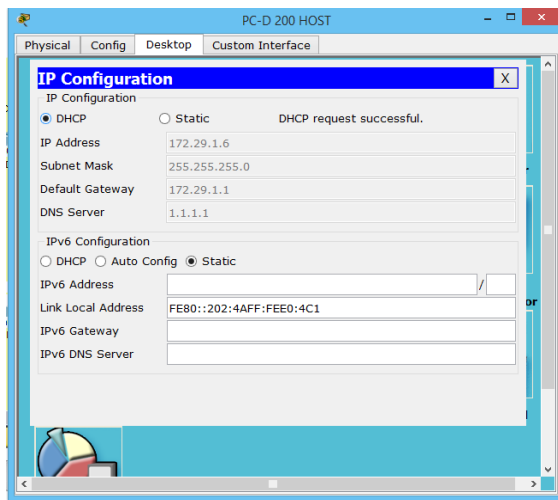 PC-D 200 HOST
Physical Config Desktop Custom Interface
IP Configuration X
IP Configuration
DHCP Static DHCP request successful.
IP Address 172.29.1.6
Subnet Mask 255.255.255.0
Default Gateway 172.29.1.1
DNS Server 1.1.1.1
IPv6 Configuration
DHCP Auto Config Static
IPv6 Address /
Link Local Address FE80::202:4AFF:FEE0:4C1
IPv6 Gateway
IPv6 DNS Server
or